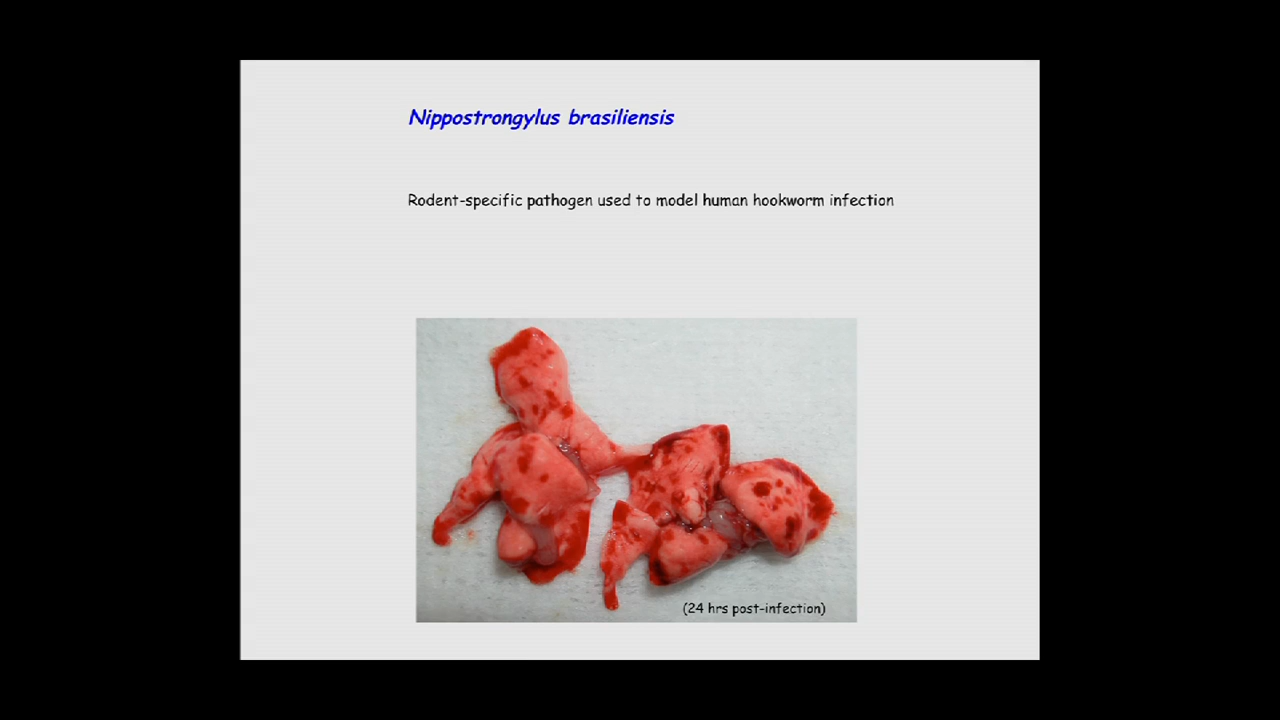 Nippostrongylus brasiliensis
Rodent-specific pathogen used to model human hookworm infection
(24 hrs post-infection)